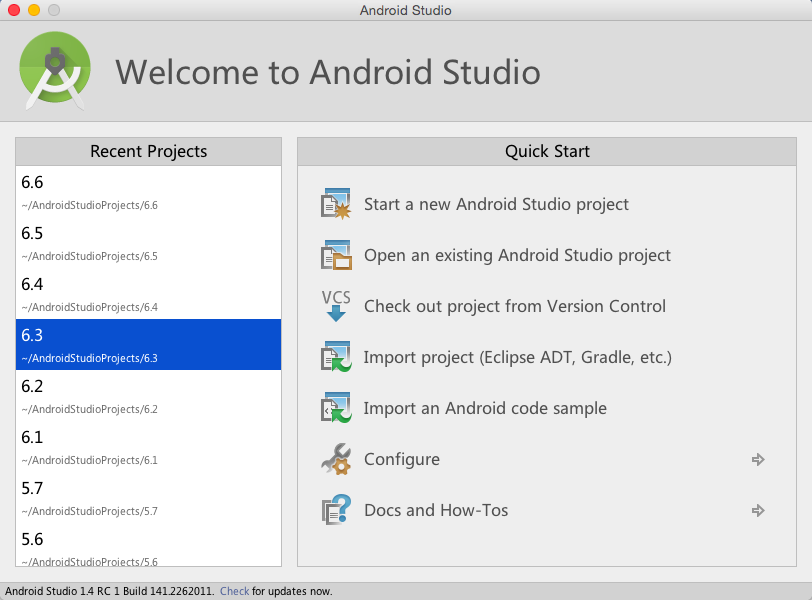 Android Studio
Welcome to Android Studio
Recent Projects
6.6
~/AndroidStudioProjects/6.6
6.5
~/AndroidStudioProjects/6.5
6.4
~/AndroidStudioProjects/6.4
6.3
~/AndroidStudioProjects/6.3
6.2
~/AndroidStudioProjects/6.2
6.1
~/AndroidStudioProjects/6.1
5.7
~/AndroidStudioProjects/5.7
5.6
~/AndroidStudioProjects/5.6
Quick Start
Start a new Android Studio project
Open an existing Android Studio project
VCS
Check out project from Version Control
Import project (Eclipse ADT, Gradle, etc.)
Import an Android code sample
Configure
Docs and How-Tos
Android Studio 1.4 RC 1 Build 141.2262011. Check for updates now.